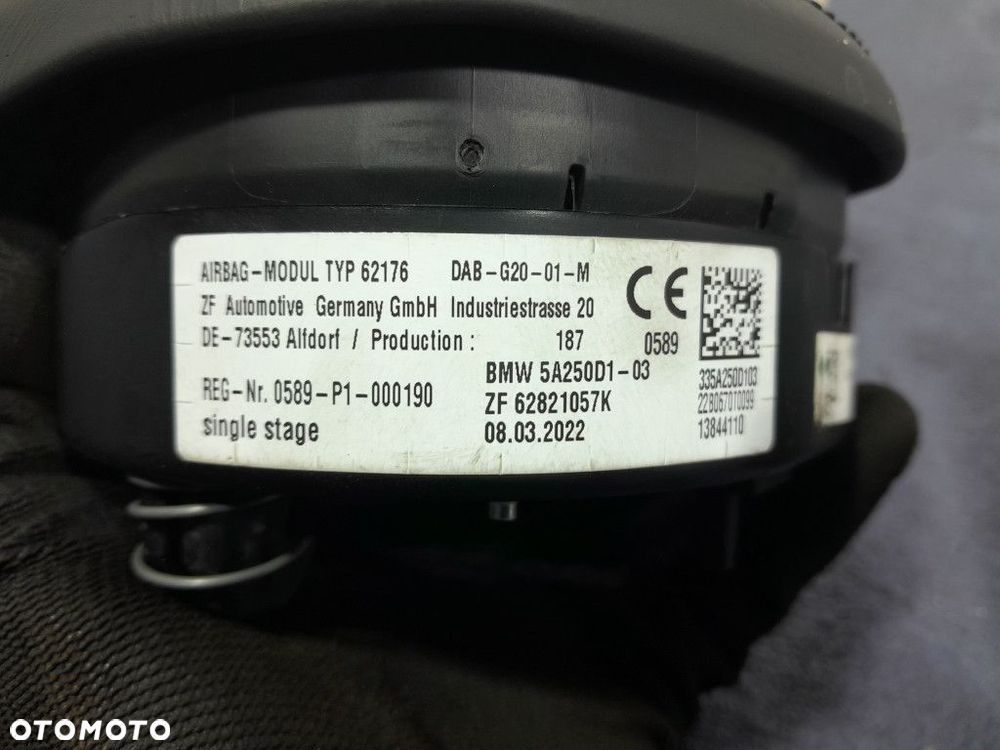 AIRBAG-MODUL TYP 62176 DAB-G20-01-M
ZF Automotive Germany GmbH Industriestrasse 20
DE-73553 Alfdorf / Production : 187
CE
0589
REG-Nr. 0589-P1-000190
single stage
BMW 5A250D1-03
ZF 62821057K
08.03.2022
335A250D103
22B067010099
13844110
OTOMOTO